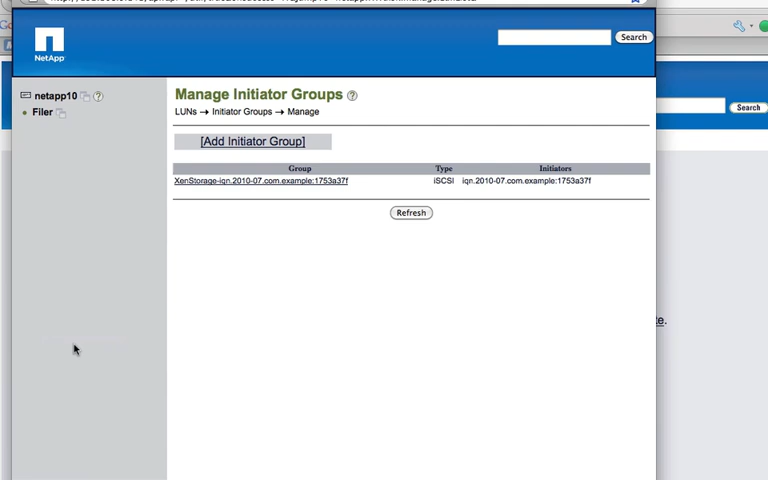 NetApp
Search
netapp10
Filer
Manage Initiator Groups
LUNs → Initiator Groups → Manage
[Add Initiator Group]
Group Type Initiators
XenStorage-iqn.2010-07.com.example:1753a37f iSCSI iqn.2010-07.com.example:1753a37f
Refresh
Search
te.